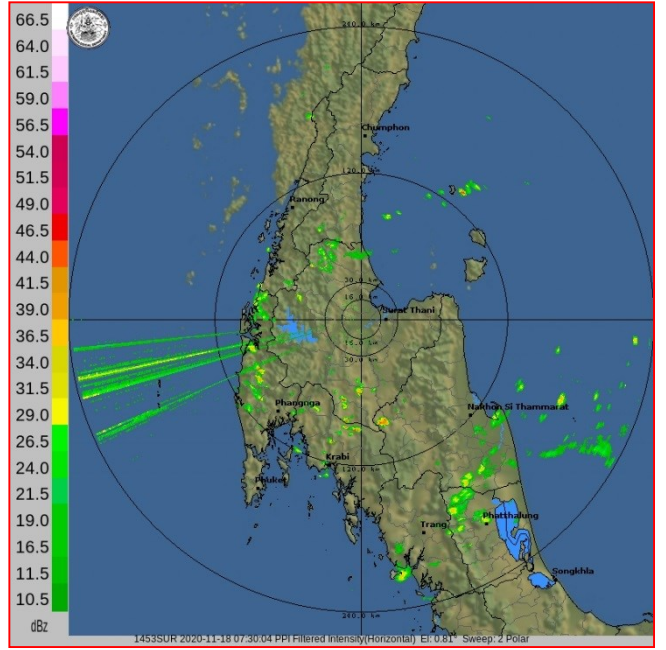 66.5
64.0
61.5
59.0
56.5
54.0
51.5
49.0
46.5
44.0
41.5
39.0
36.5
34.0
31.5
29.0
26.5
24.0
21.5
19.0
16.5
11.5
10.5
dBz
240.0 km
Chumphon
120.0 km
Ranong
30.0 km
15.0 km
Surat Thani
15.0 km
30.0 km
Phangnga
Nakhon Si Thammarat
Krabi
120.0 km
Phuket
Phatthalung
Trang
Songkhla
240.0 km
1453SUR 2020-11-18 07:30:04 PPI Filtered Intensity(Horizontal) El: 0.81° Sweep: 2 Polar